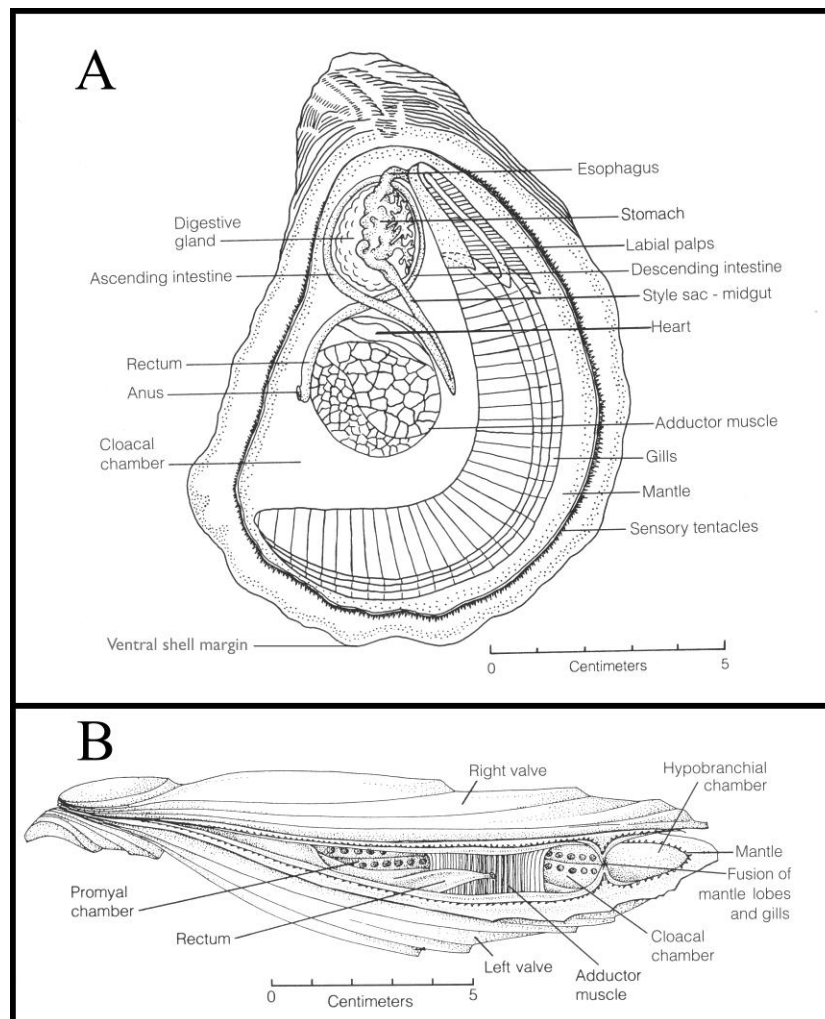 A
Esophagus
Stomach
Labial palps
Descending intestine
Style sac - midgut
Heart
Adductor muscle
Gills
Mantle
Sensory tentacles
Digestive
gland
Ascending intestine
Rectum
Anus
Cloacal
chamber
Ventral shell margin
0
5
Centimeters
B
Right valve
Hypobranchial
chamber
Mantle
Fusion of
mantle lobes
and gills
Cloacal
chamber
Adductor
muscle
Left valve
Promyal
chamber
Rectum
0
5
Centimeters